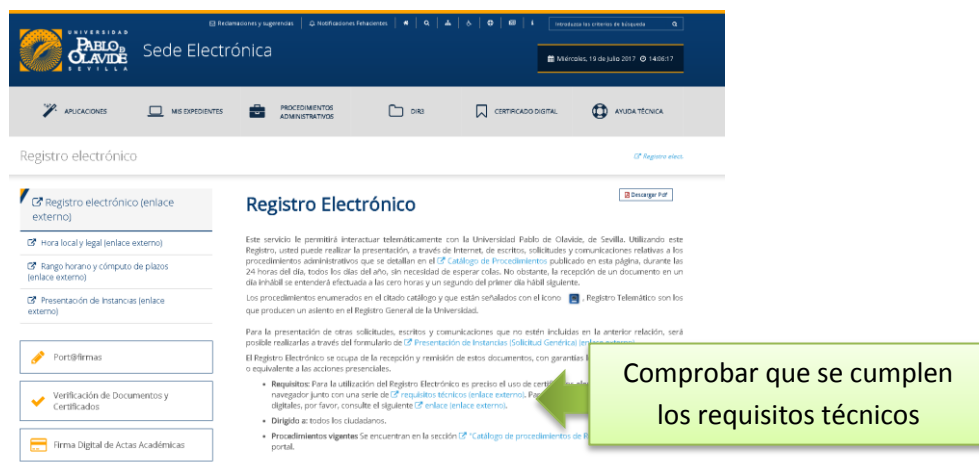 Reclamaciones y sugerencias
Notificaciones Fehacientes
Introduzca los criterios de búsqueda
UNIVERSIDAD
PABLO DE
OLAVIDE
SEVILLA
Sede Electrónica
Miércoles, 19 de Julio 2017 14:06:17
APLICACIONES
MIS EXPEDIENTES
PROCEDIMIENTOS
ADMINISTRATIVOS
DIR3
CERTIFICADO DIGITAL
AYUDA TÉCNICA
Registro electrónico
Registro elect
Registro electrónico (enlace
externo)
Hora local y legal (enlace externo)
Rango horario y cómputo de plazos
(enlace externo)
Presentación de Instancias (enlace
externo)
Port@firmas
Verificación de Documentos y
Certificados
Firma Digital de Actas Académicas
Descargar Pdf
Registro Electrónico
Este servicio le permitirá interactuar telemáticamente con la Universidad Pablo de Olavide, de Sevilla. Utilizando este
Registro, usted puede realizar la presentación, a través de Internet, de escritos, solicitudes y comunicaciones relativas a los
procedimientos administrativos que se detallan en el Catálogo de Procedimientos publicado en esta página, durante las
24 horas del día, todos los días del año, sin necesidad de esperar colas. No obstante, la recepción de un documento en un
día inhábil se entenderá efectuada a las cero horas y un segundo del primer día hábil siguiente.
Los procedimientos enumerados en el citado catálogo y que están señalados con el icono , Registro Telemático son los
que producen un asiento en el Registro General de la Universidad.
Para la presentación de otras solicitudes, escritos y comunicaciones que no estén incluidas en la anterior relación, será
posible realizarlas a través del formulario de Presentación de Instancias (Solicitud Genérica) (enlace externo).
El Registro Electrónico se ocupa de la recepción y remisión de estos documentos, con garantías
o equivalente a las acciones presenciales.
• Requisitos: Para la utilización del Registro Electrónico es preciso el uso de
navegador junto con una serie de requisitos técnicos (enlace externo).
digitales, por favor, consulte el siguiente enlace (enlace externo).
• Dirigido a: todos los ciudadanos.
• Procedimientos vigentes Se encuentran en la sección "Catálogo de procedimientos de
portal.
Comprobar que se cumplen
los requisitos técnicos